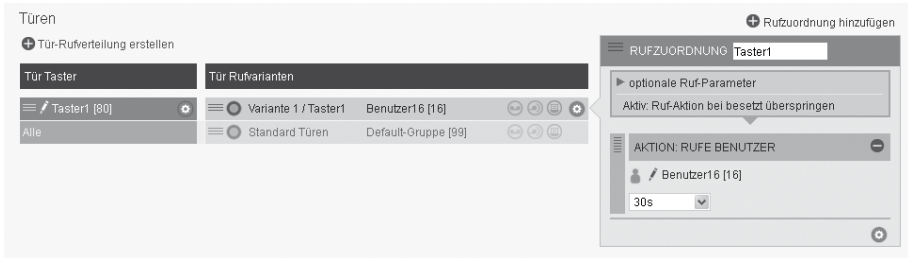 Türen
Rufzuordnung hinzufügen
Tür-Rufverteilung erstellen
RUFZUORDNUNG Taster1
Tür Taster
Tür Rufvarianten
optionale Ruf-Parameter
Taster1 [80]
Variante 1 / Taster1 Benutzer16 [16]
Aktiv: Ruf-Aktion bei besetzt überspringen
Alle
Standard Türen Default-Gruppe [99]
AKTION: RUFE BENUTZER
Benutzer16 [16]
30s